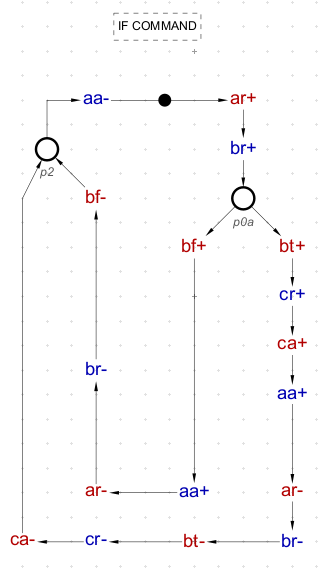 IF COMMAND
aa-
ar+
br+
p2
bf-
p0a
bf+
bt+
cr+
ca+
br-
aa+
ar-
aa+
ar-
ca-
cr-
bt-
br-